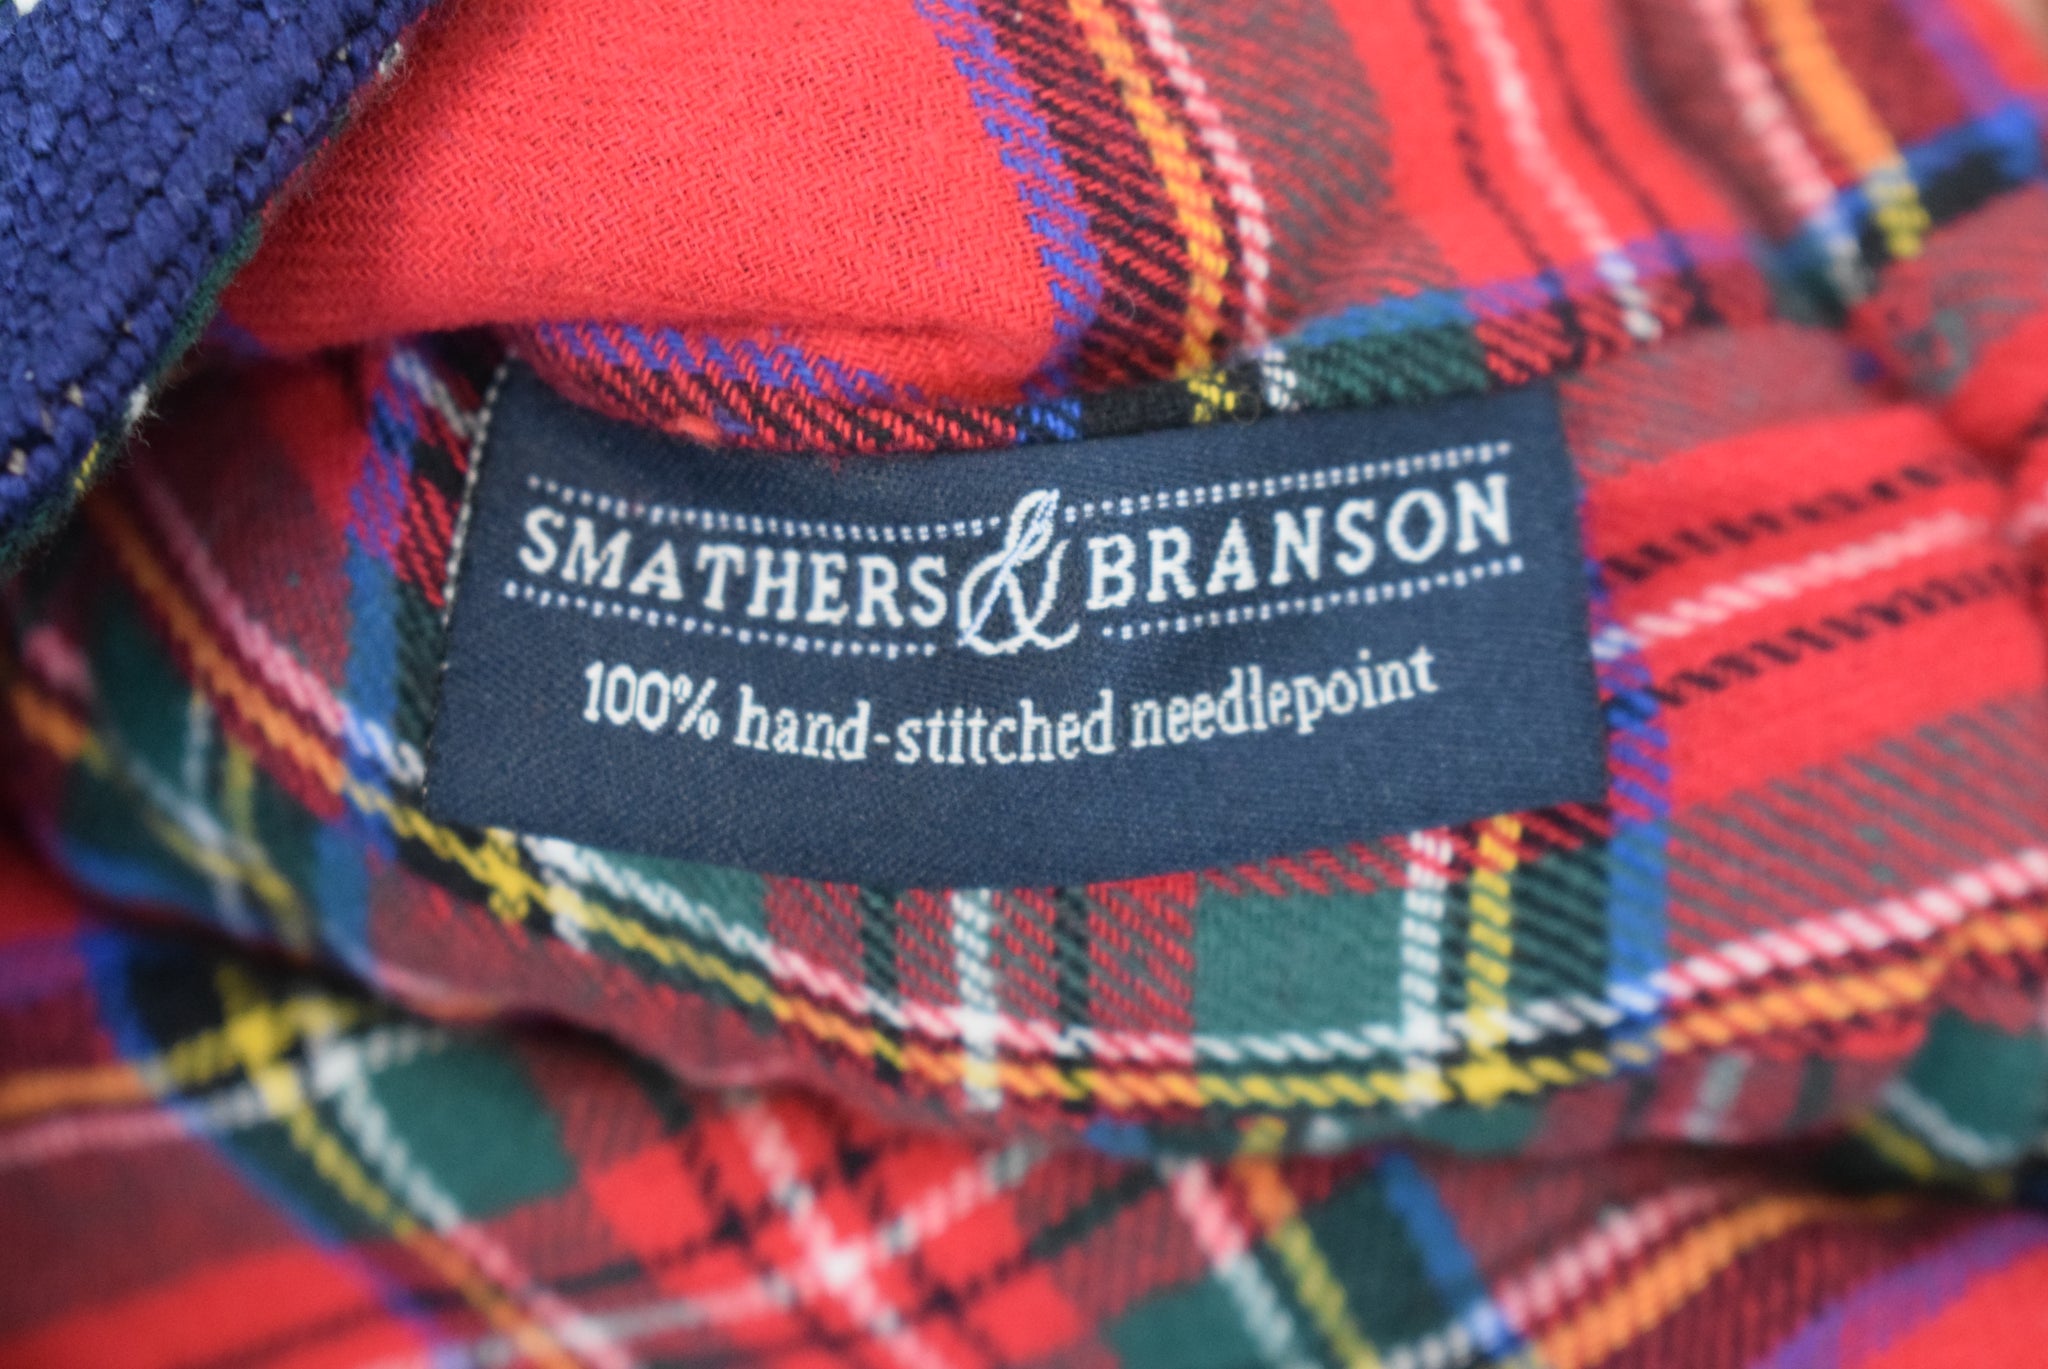 SMATHERS & BRANSON
100% hand-stitched needlepoint